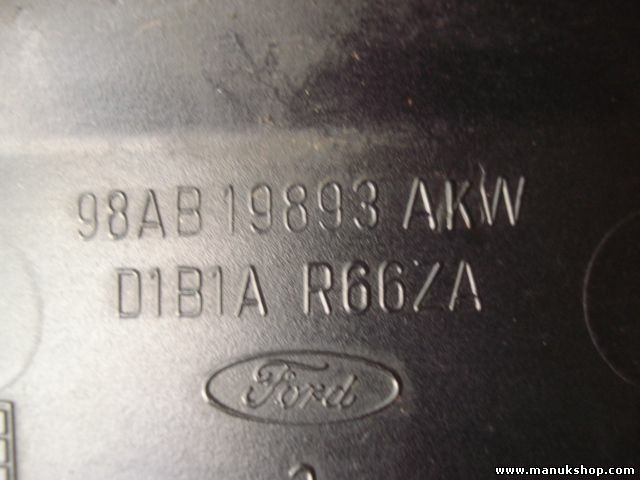 98AB 19893 AKW
D1B1A R66ZA
Ford
www.manukshop.com